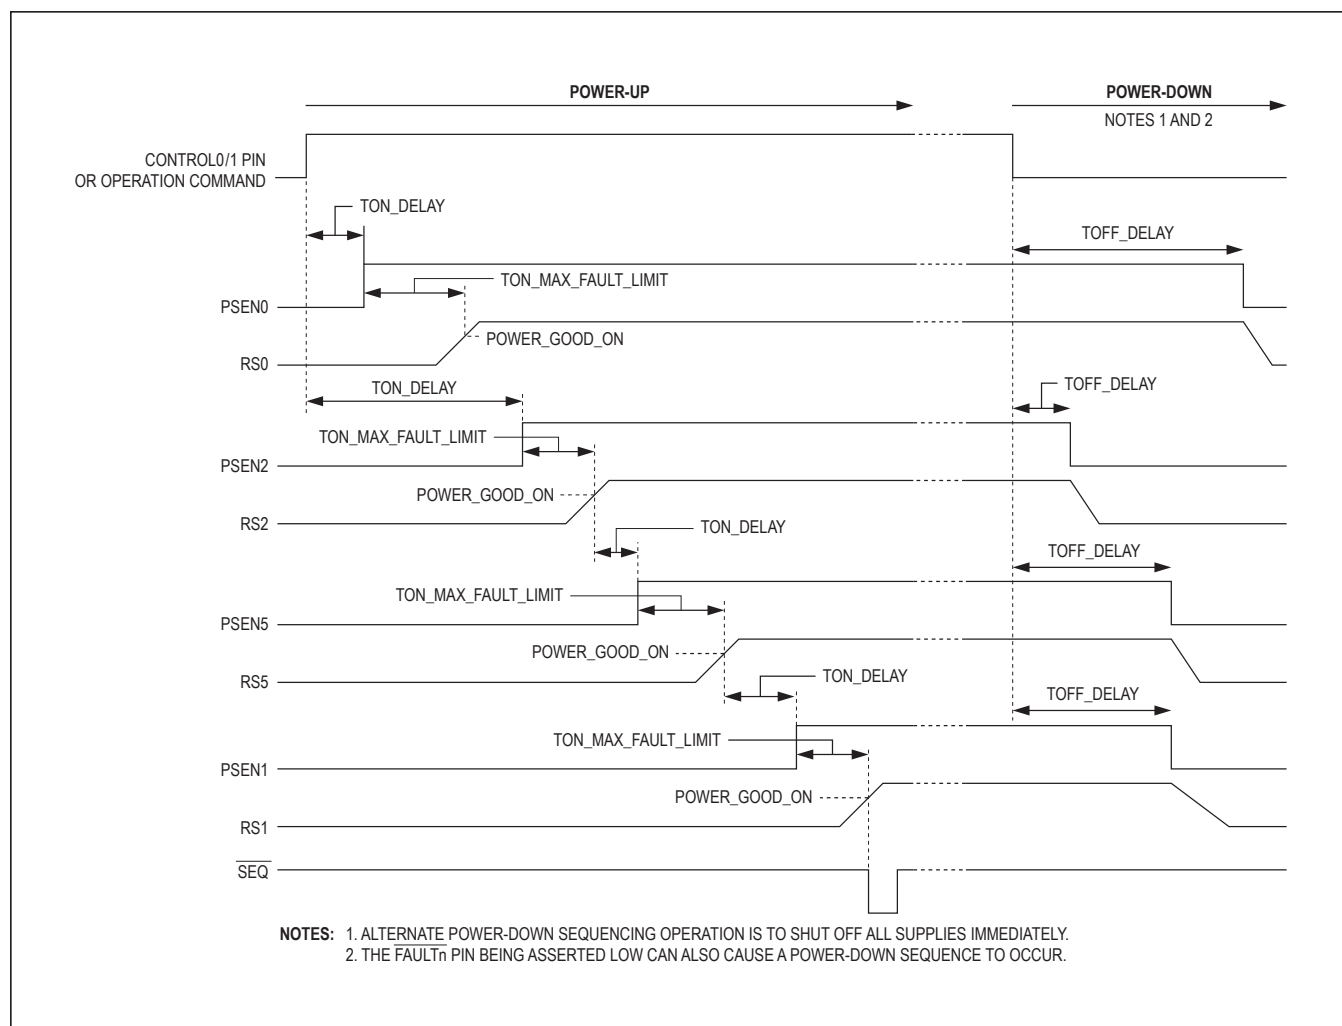 POWER-UP
POWER-DOWN
NOTES 1 AND 2
CONTROL0/1 PIN
OR OPERATION COMMAND
TON_DELAY
TOFF_DELAY
TON_MAX_FAULT_LIMIT
PSEN0
POWER_GOOD_ON
RS0
TON_DELAY
TOFF_DELAY
TON_MAX_FAULT_LIMIT
PSEN2
POWER_GOOD_ON
RS2
TON_DELAY
TOFF_DELAY
TON_MAX_FAULT_LIMIT
PSEN5
POWER_GOOD_ON
RS5
TON_DELAY
TOFF_DELAY
TON_MAX_FAULT_LIMIT
PSEN1
POWER_GOOD_ON
RS1
SEQ
NOTES: 1. ALTERNATE POWER-DOWN SEQUENCING OPERATION IS TO SHUT OFF ALL SUPPLIES IMMEDIATELY.
2. THE FAULTn PIN BEING ASSERTED LOW CAN ALSO CAUSE A POWER-DOWN SEQUENCE TO OCCUR.